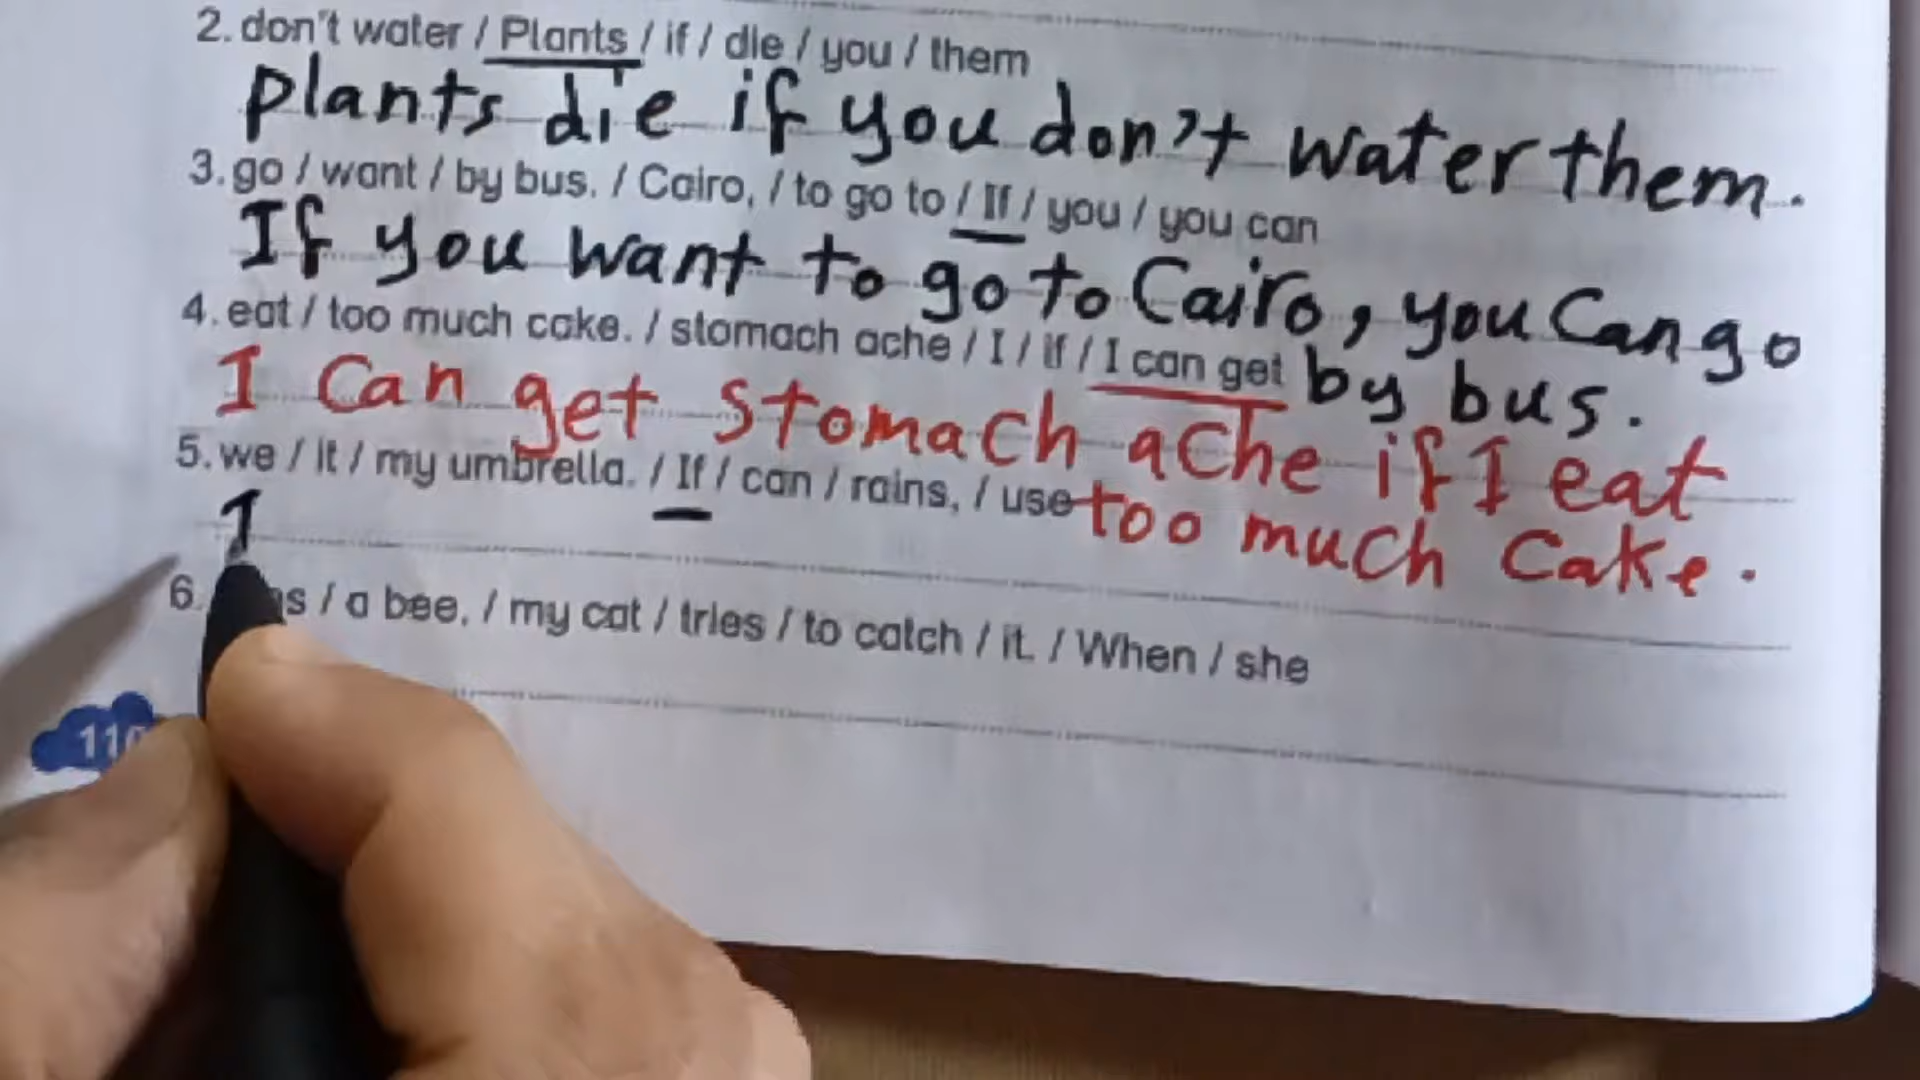 2. don't water / Plants / if / die / you / them
plants die if you don't water them.
3. go / want / by bus. / Cairo, / to go to / If / you / you can
If you want to go to Cairo, you Can go
by bus.
4. eat / too much cake. / stomach ache / I / if / I can get
I Can get stomach ache if I eat
too much Cake.
5. we / it / my umbrella. / If / can / rains, / use
I
6. / a bee, / my cat / tries / to catch / it. / When / she